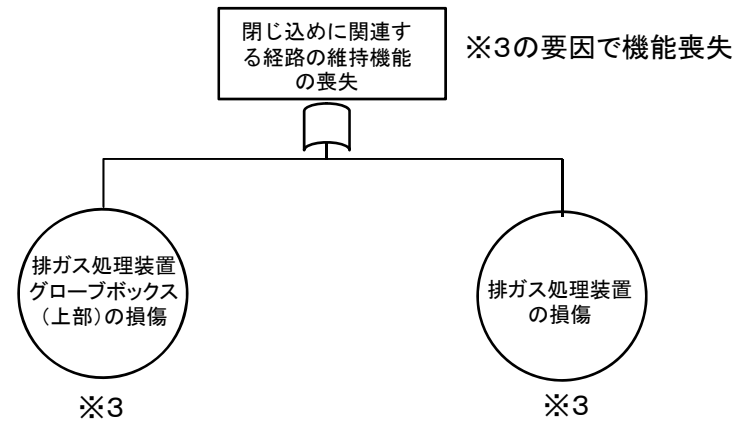 閉じ込めに関連す
る経路の維持機能
の喪失
※3の要因で機能喪失
排ガス処理装置
グローブボックス
(上部)の損傷
※3
排ガス処理装置
の損傷
※3